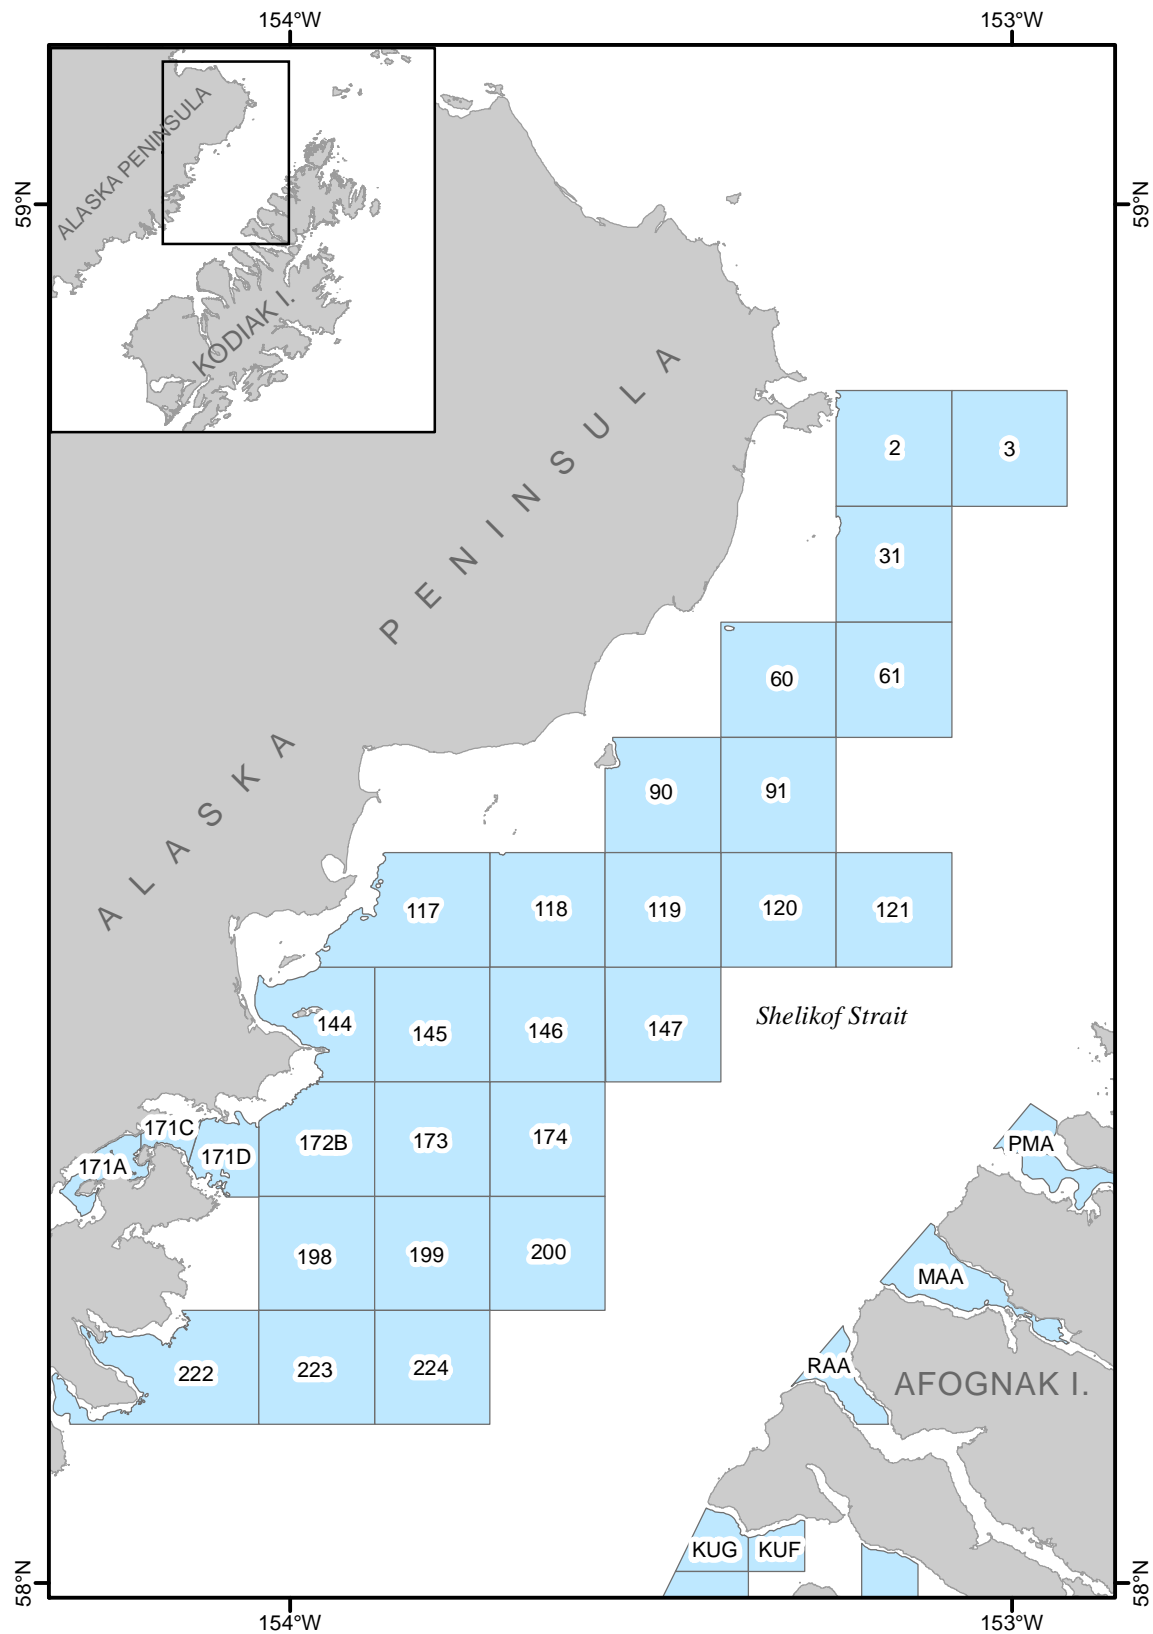 154°W
153°W
ALASKA PENINSULA
KODIAK I.
59°N
59°N
ALASKA PENINSULA
2
3
31
60
61
90
91
117
118
119
120
121
144
145
146
147
Shelikof Strait
171C
171A
171D
172B
173
174
PMA
198
199
200
MAA
222
223
224
RAA
AFOGNAK I.
KUG
KUF
58°N
58°N
154°W
153°W